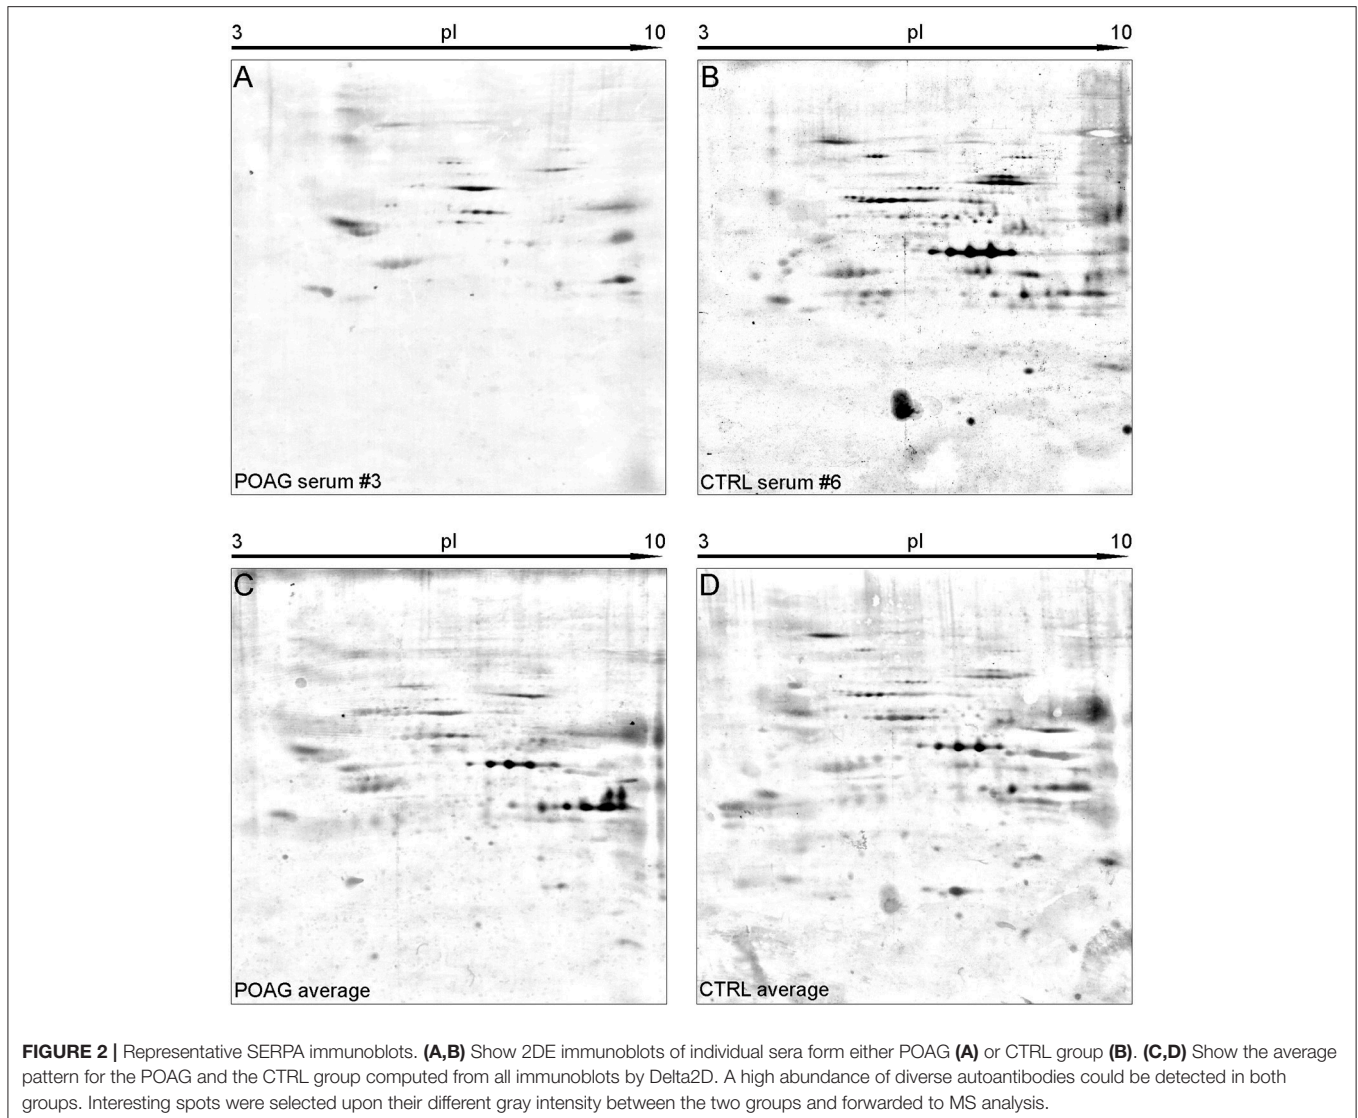 3 pI 10
3 pI 10
A
B
POAG serum #3
CTRL serum #6
3 pI 10
3 pI 10
C
D
POAG average
CTRL average
FIGURE 2 | Representative SERPA immunoblots. (A,B) Show 2DE immunoblots of individual sera form either POAG (A) or CTRL group (B). (C,D) Show the average
pattern for the POAG and the CTRL group computed from all immunoblots by Delta2D. A high abundance of diverse autoantibodies could be detected in both
groups. Interesting spots were selected upon their different gray intensity between the two groups and forwarded to MS analysis.